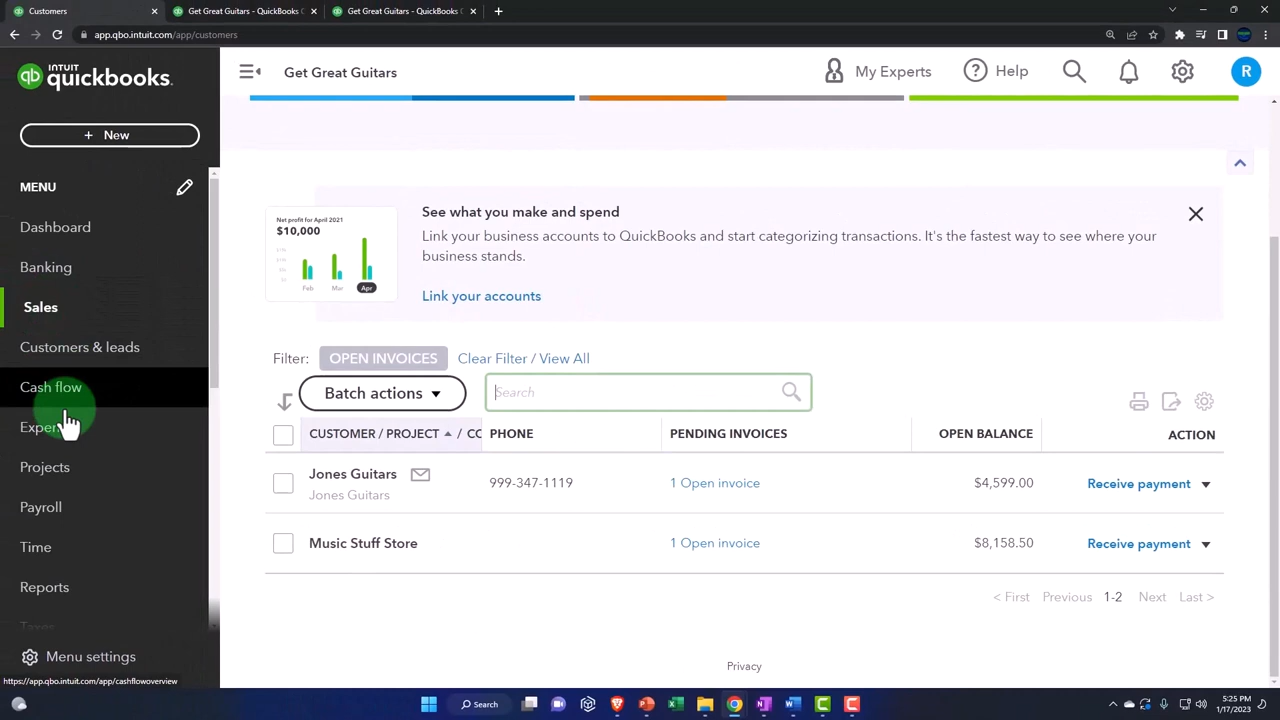 Customers
Get Great Guitars - QuickBooks
Get Great Guitars - QuickBooks
app.qbo.intuit.com/app/customers
INTUIT
quickbooks.
Get Great Guitars
My Experts
Help
R
+ New
MENU
Dashboard
Banking
Sales
Customers & leads
Cash flow
Projects
Payroll
Time
Reports
Menu settings
https://app.qbo.intuit.com/app/cashflowoverview
Net profit for April 2021
$10,000
Feb Mar Apr
See what you make and spend
Link your business accounts to QuickBooks and start categorizing transactions. It's the fastest way to see where your
business stands.
Link your accounts
Filter: OPEN INVOICES Clear Filter / View All
Batch actions
Search
CUSTOMER / PROJECT / CC PHONE PENDING INVOICES OPEN BALANCE ACTION
Jones Guitars 999-347-1119 1 Open invoice $4,599.00 Receive payment
Jones Guitars
Music Stuff Store 1 Open invoice $8,158.50 Receive payment
< First Previous 1-2 Next Last >
Privacy
Search
5:25 PM
1/17/2023